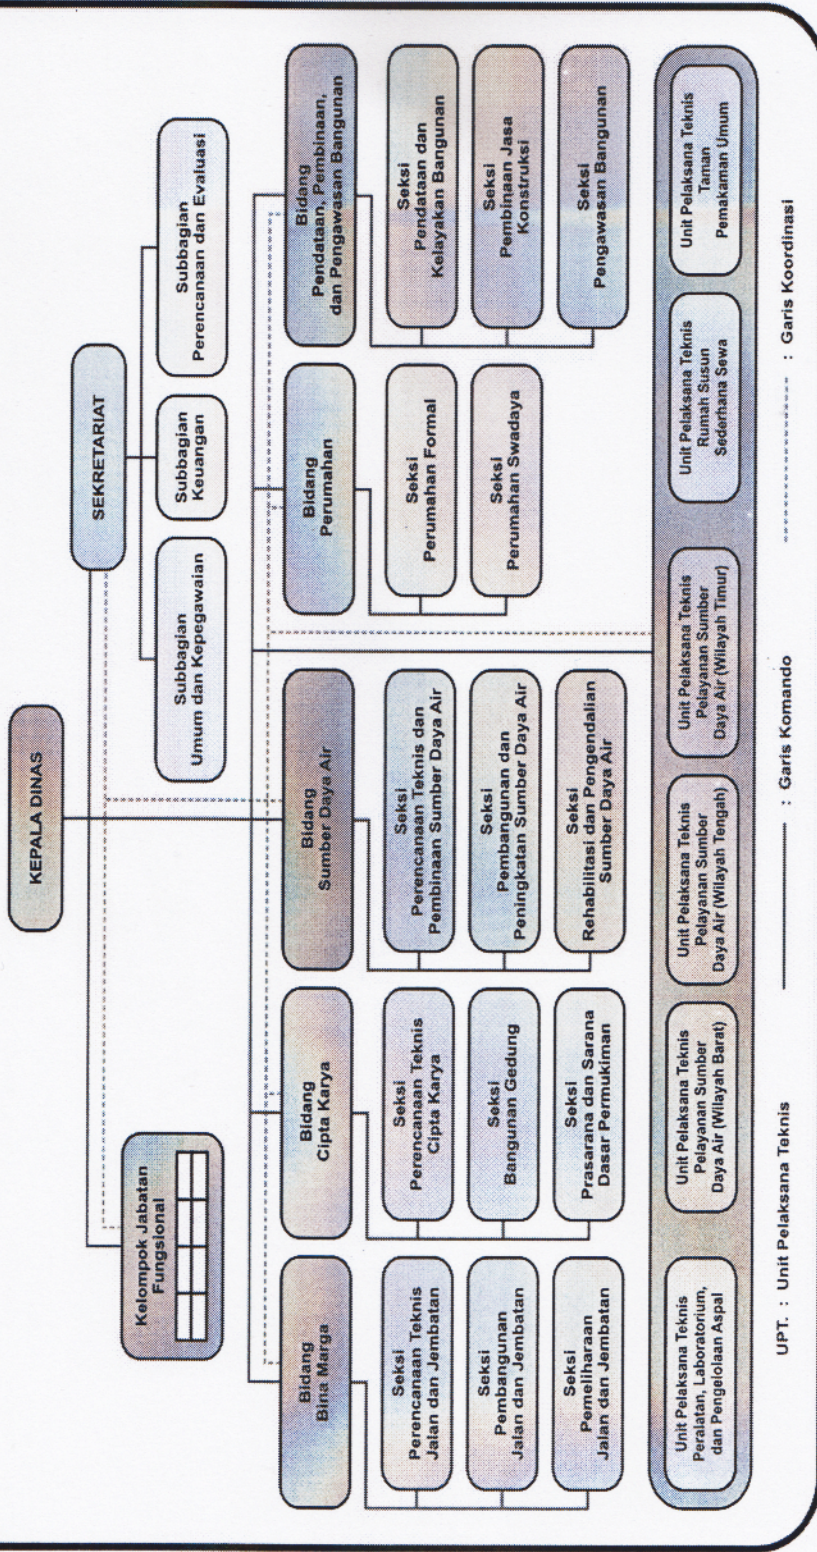 KEPALA DINAS
Kelompok Jabatan
Fungsional
SEKRETARIAT
Subbagian
Umum dan Kepegawaian
Subbagian
Keuangan
Subbagian
Perencanaan dan Evaluasi
Bidang
Bina Marga
Seksi
Perencanaan Teknis
Jalan dan Jembatan
Seksi
Pembangunan
Jalan dan Jembatan
Seksi
Pemeliharaan
Jalan dan Jembatan
Bidang
Cipta Karya
Seksi
Perencanaan Teknis
Cipta Karya
Seksi
Bangunan Gedung
Seksi
Prasarana dan Sarana
Dasar Permukiman
Bidang
Sumber Daya Air
Seksi
Perencanaan Teknis dan
Pembinaan Sumber Daya Air
Seksi
Pembangunan dan
Peningkatan Sumber Daya Air
Seksi
Rehabilitasi dan Pengendalian
Sumber Daya Air
Bidang
Perumahan
Seksi
Perumahan Formal
Seksi
Perumahan Swadaya
Bidang
Pendataan, Pembinaan,
dan Pengawasan Bangunan
Seksi
Pendataan dan
Kelayakan Bangunan
Seksi
Pembinaan Jasa
Konstruksi
Seksi
Pengawasan Bangunan
Unit Pelaksana Teknis
Peralatan, Laboratorium,
dan Pengelolaan Aspal
Unit Pelaksana Teknis
Pelayanan Sumber
Daya Air (Wilayah Barat)
Unit Pelaksana Teknis
Pelayanan Sumber
Daya Air (Wilayah Tengah)
Unit Pelaksana Teknis
Pelayanan Sumber
Daya Air (Wilayah Timur)
Unit Pelaksana Teknis
Rumah Susun
Sederhana Sewa
Unit Pelaksana Teknis
Taman
Pemakaman Umum
UPT. : Unit Pelaksana Teknis
: Garis Komando
: Garis Koordinasi